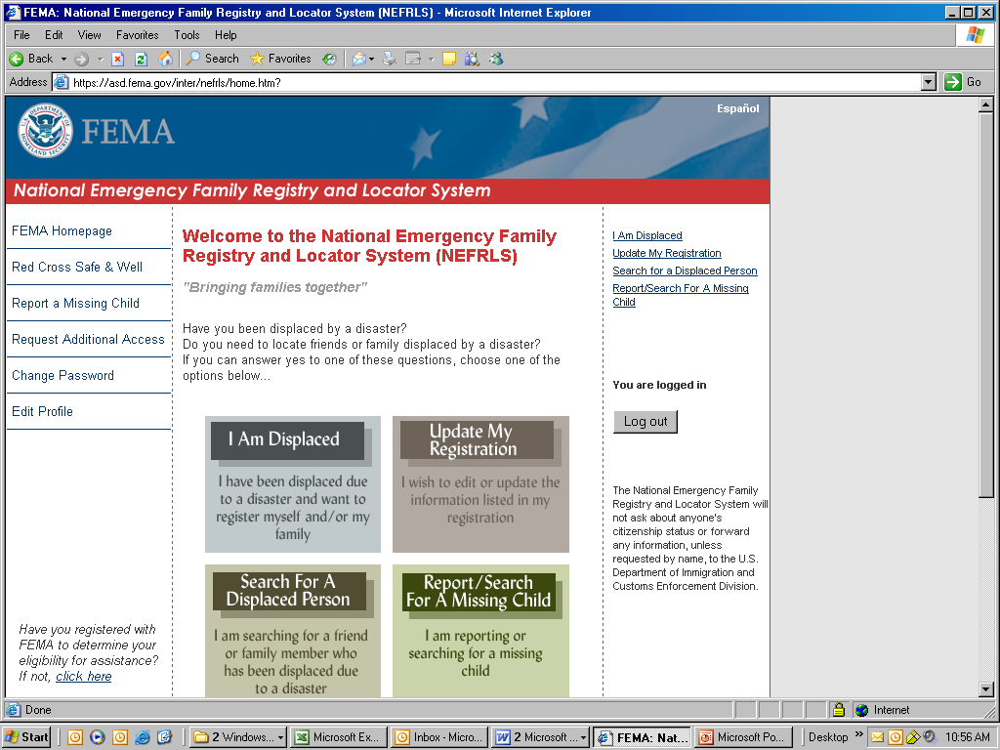 FEMA: National Emergency Family Registry and Locator System (NEFRLS) - Microsoft Internet Explorer
File Edit View Favorites Tools Help
Back Search Favorites
Address https://asd.fema.gov/inter/nefrls/home.htm? Go
Español
U.S. DEPARTMENT OF HOMELAND SECURITY
FEMA
National Emergency Family Registry and Locator System
FEMA Homepage
Red Cross Safe & Well
Report a Missing Child
Request Additional Access
Change Password
Edit Profile
Have you registered with
FEMA to determine your
eligibility for assistance?
If not, click here
Welcome to the National Emergency Family
Registry and Locator System (NEFRLS)
"Bringing families together"
Have you been displaced by a disaster?
Do you need to locate friends or family displaced by a disaster?
If you can answer yes to one of these questions, choose one of the
options below...
I Am Displaced
I have been displaced due
to a disaster and want to
register myself and/or my
family
Update My
Registration
I wish to edit or update the
information listed in my
registration
Search For A
Displaced Person
I am searching for a friend
or family member who
has been displaced due
to a disaster
Report/Search
For A Missing Child
I am reporting or
searching for a missing
child
I Am Displaced
Update My Registration
Search for a Displaced Person
Report/Search For A Missing
Child
You are logged in
Log out
The National Emergency Family
Registry and Locator System will
not ask about anyone's
citizenship status or forward
any information, unless
requested by name, to the U.S.
Department of Immigration and
Customs Enforcement Division.
Done Internet
Start 2 Windows... Microsoft Ex... Inbox - Micro... 2 Microsoft ... FEMA: Nat... Microsoft Po... Desktop » 10:56 AM